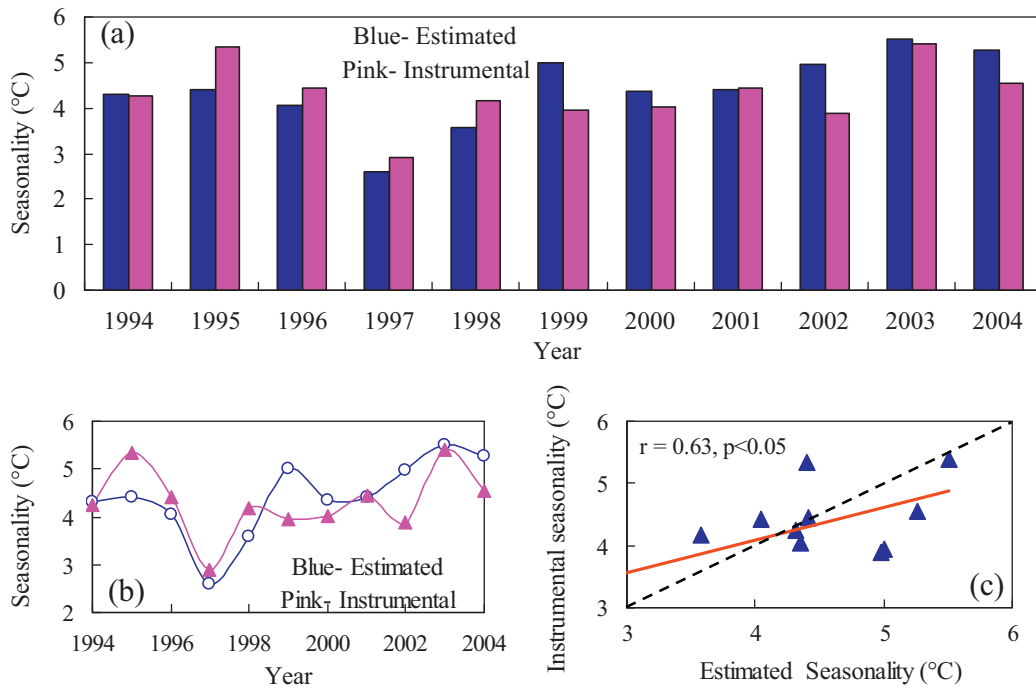 (a)
Blue- Estimated
Pink- Instrumental
Seasonality (°C)
6
5
4
3
2
1
0
1994 1995 1996 1997 1998 1999 2000 2001 2002 2003 2004
Year
(b)
Seasonality (°C)
6
5
4
3
2
Blue- Estimated
Pink- Instrumental
1994 1996 1998 2000 2002 2004
Year
Instrumental seasonality (°C)
6
5
4
3
r = 0.63, p<0.05
(c)
3 4 5 6
Estimated Seasonality (°C)